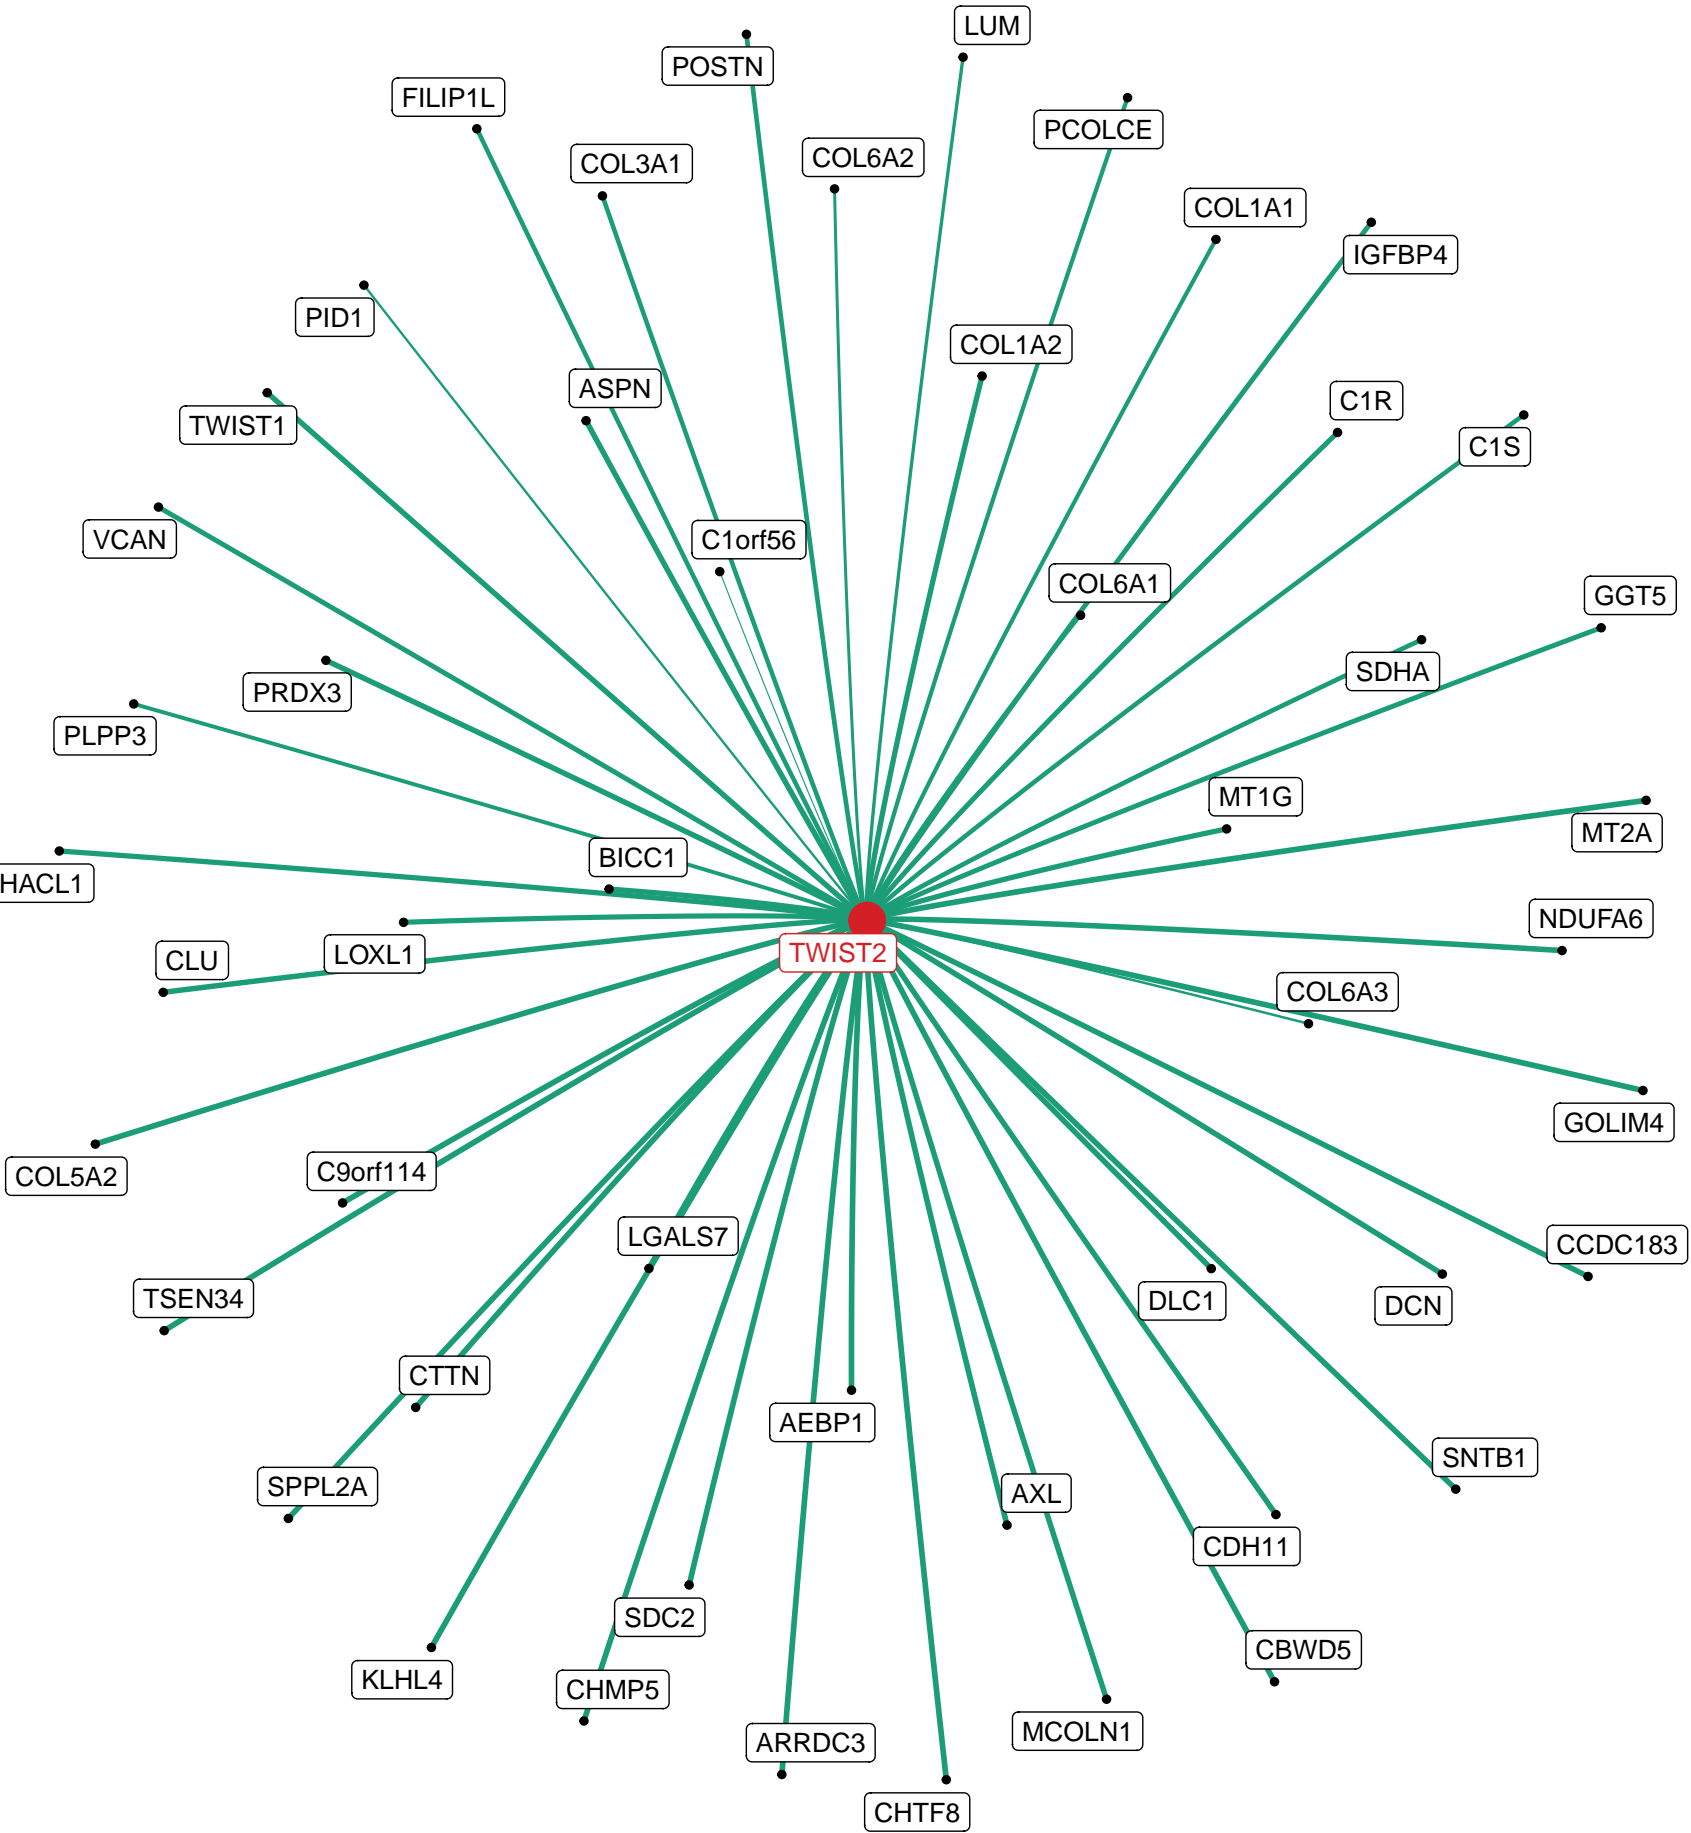 LUM
POSTN
FILIP1L
PCOLCE
COL6A2
COL3A1
COL1A1
IGFBP4
PID1
COL1A2
ASPN
C1R
TWIST1
C1S
VCAN
C1orf56
COL6A1
GGT5
SDHA
PRDX3
PLPP3
MT1G
MT2A
BICC1
HACL1
NDUFA6
TWIST2
LOXL1
CLU
COL6A3
GOLIM4
C9orf114
COL5A2
LGALS7
CCDC183
TSEN34
DLC1
DCN
CTTN
AEBP1
SNTB1
SPPL2A
AXL
CDH11
SDC2
CBWD5
KLHL4
CHMP5
MCOLN1
ARRDC3
CHTF8